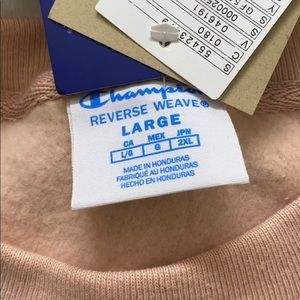 Champion
REVERSE WEAVE®
LARGE
CA MEX JPN
L/G G 2XL
MADE IN HONDURAS
FABRIQUÉ AU HONDURAS
HECHO EN HONDURAS